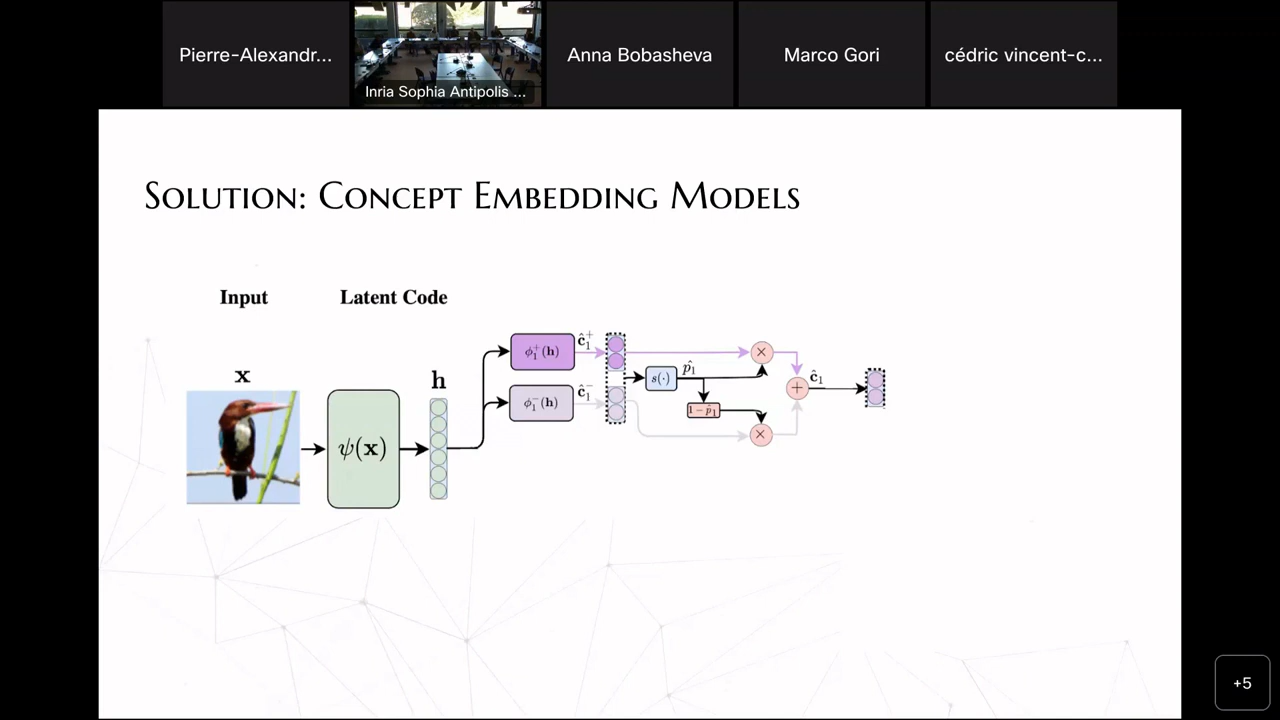 Pierre-Alexandr...
Inria Sophia Antipolis ...
Anna Bobasheva
Marco Gori
cédric vincent-c...
Solution: Concept Embedding Models
Input
Latent Code
x
ψ(x)
h
ϕ₁⁺(h)
ĉ₁⁺
ϕ₁⁻(h)
ĉ₁⁻
s(·)
p̂₁
1 − p̂₁
×
×
+
ĉ₁
+5